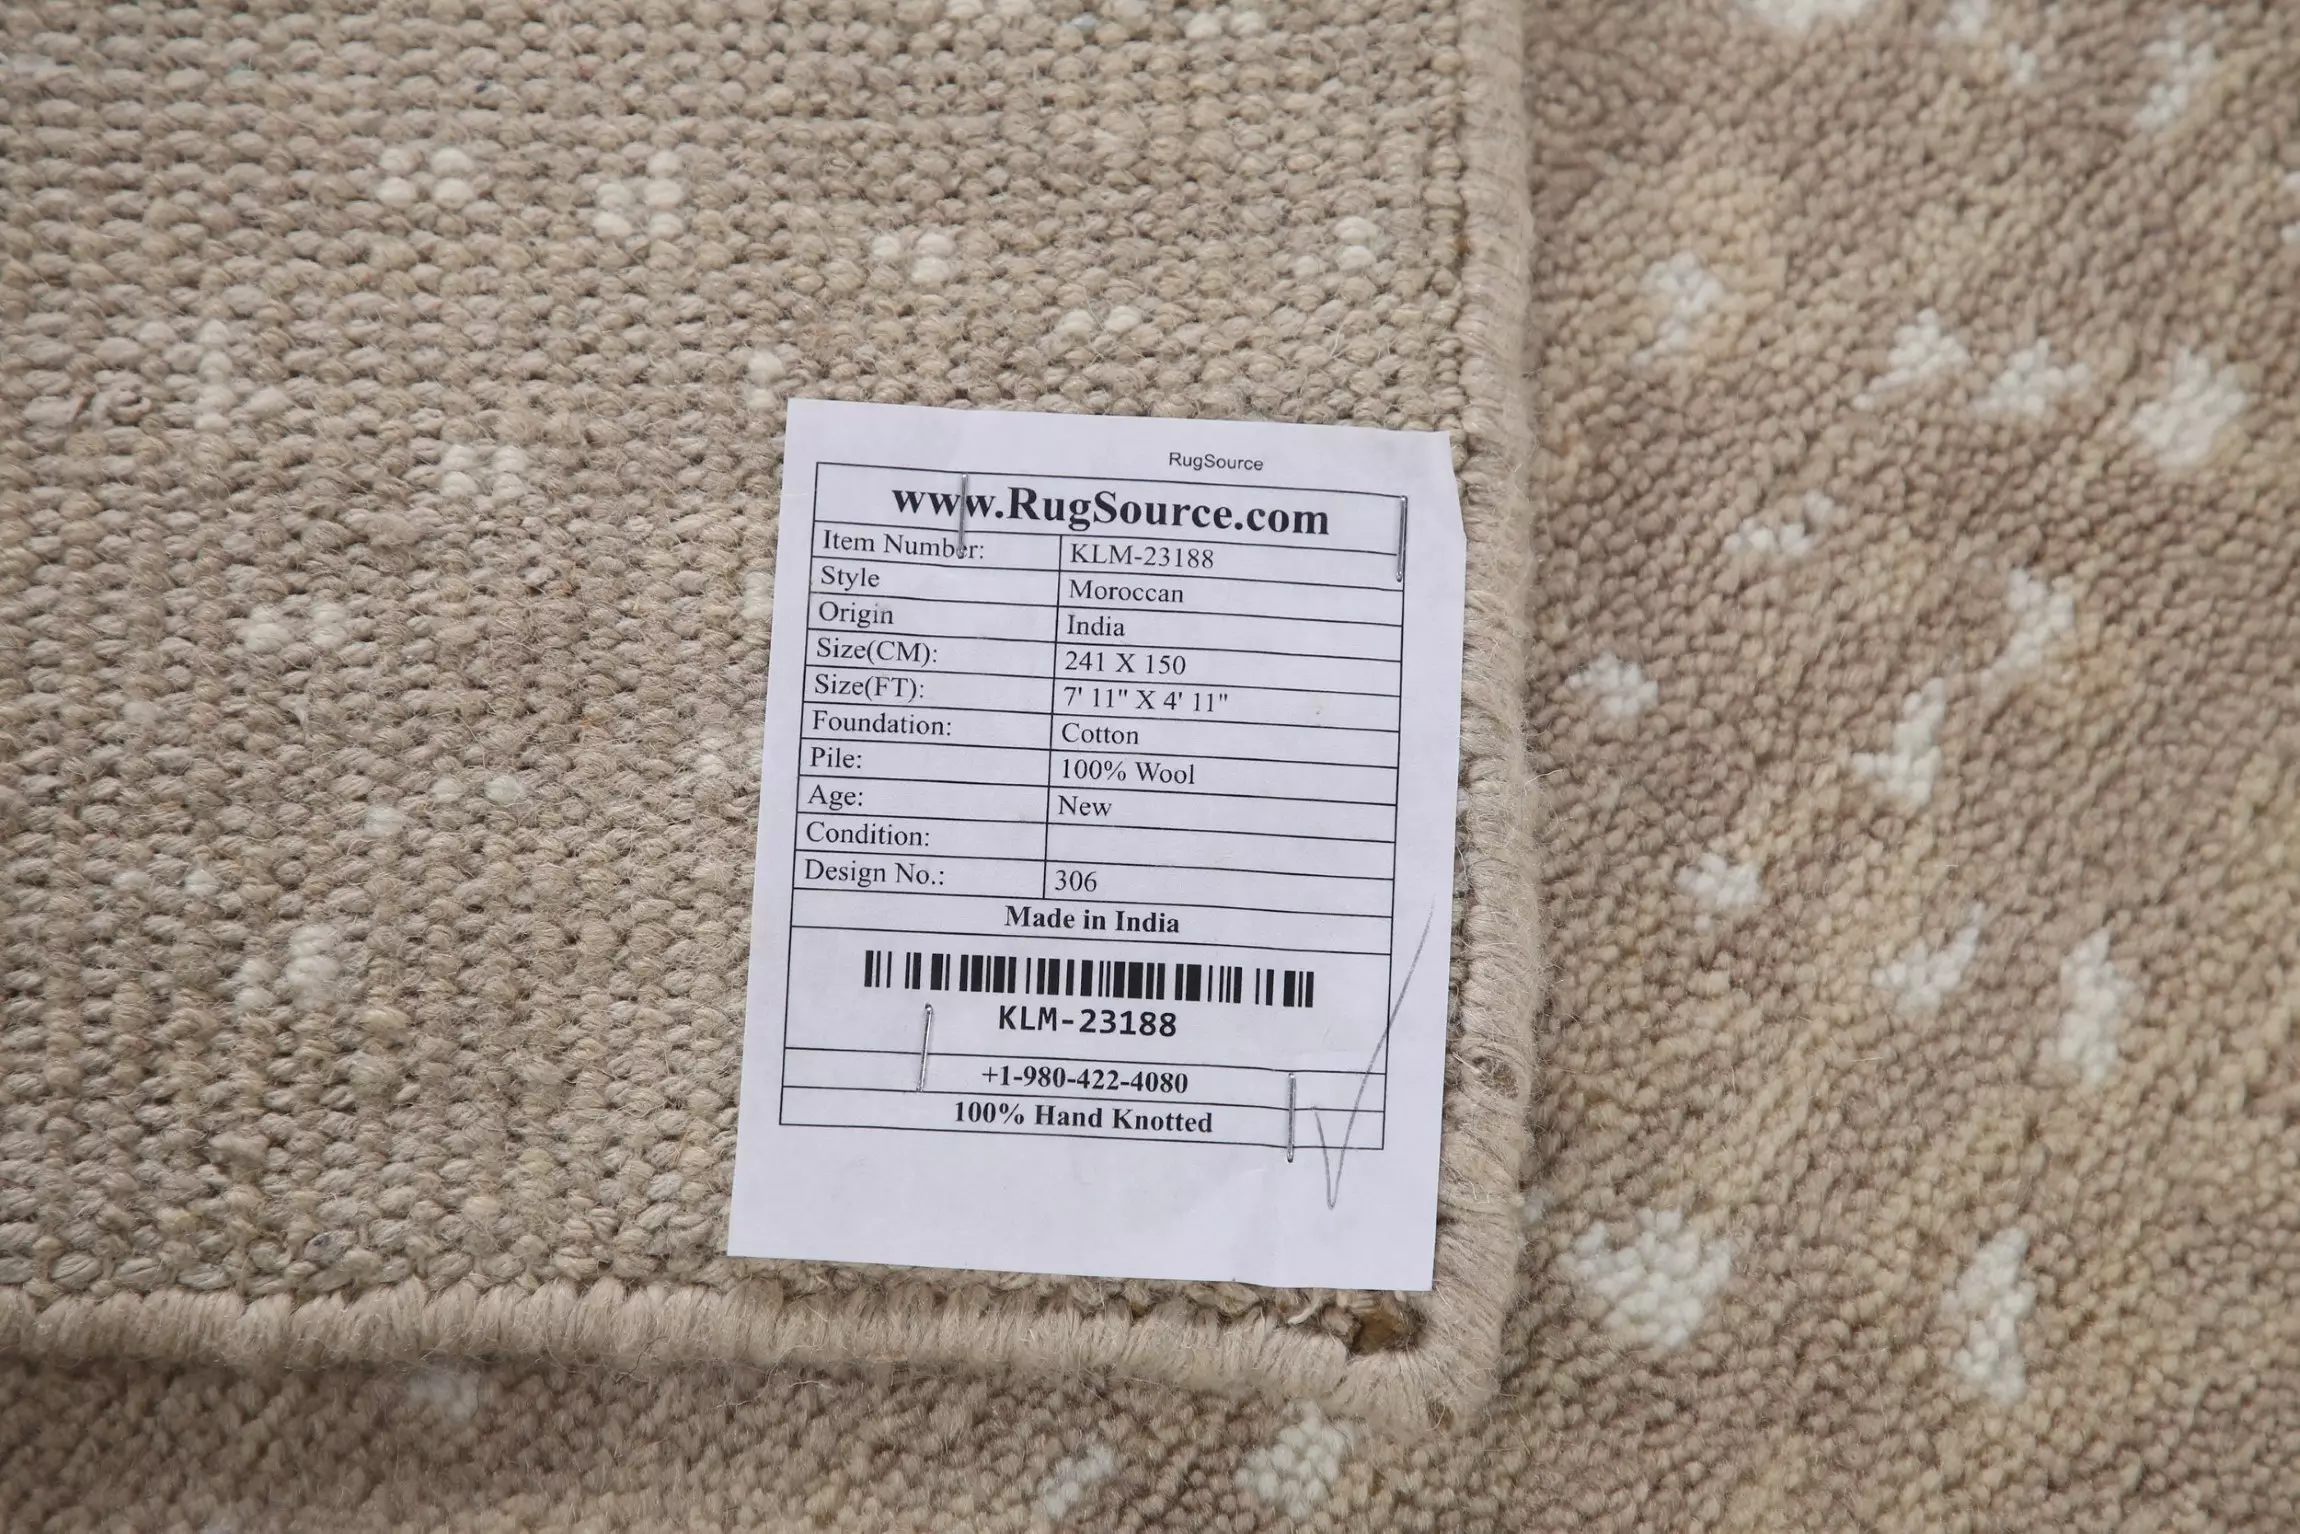 RugSource
www.RugSource.com
Item Number: KLM-23188
Style Moroccan
Origin India
Size(CM): 241 X 150
Size(FT): 7' 11" X 4' 11"
Foundation: Cotton
Pile: 100% Wool
Age: New
Condition:
Design No.: 306
Made in India
KLM-23188
+1-980-422-4080
100% Hand Knotted